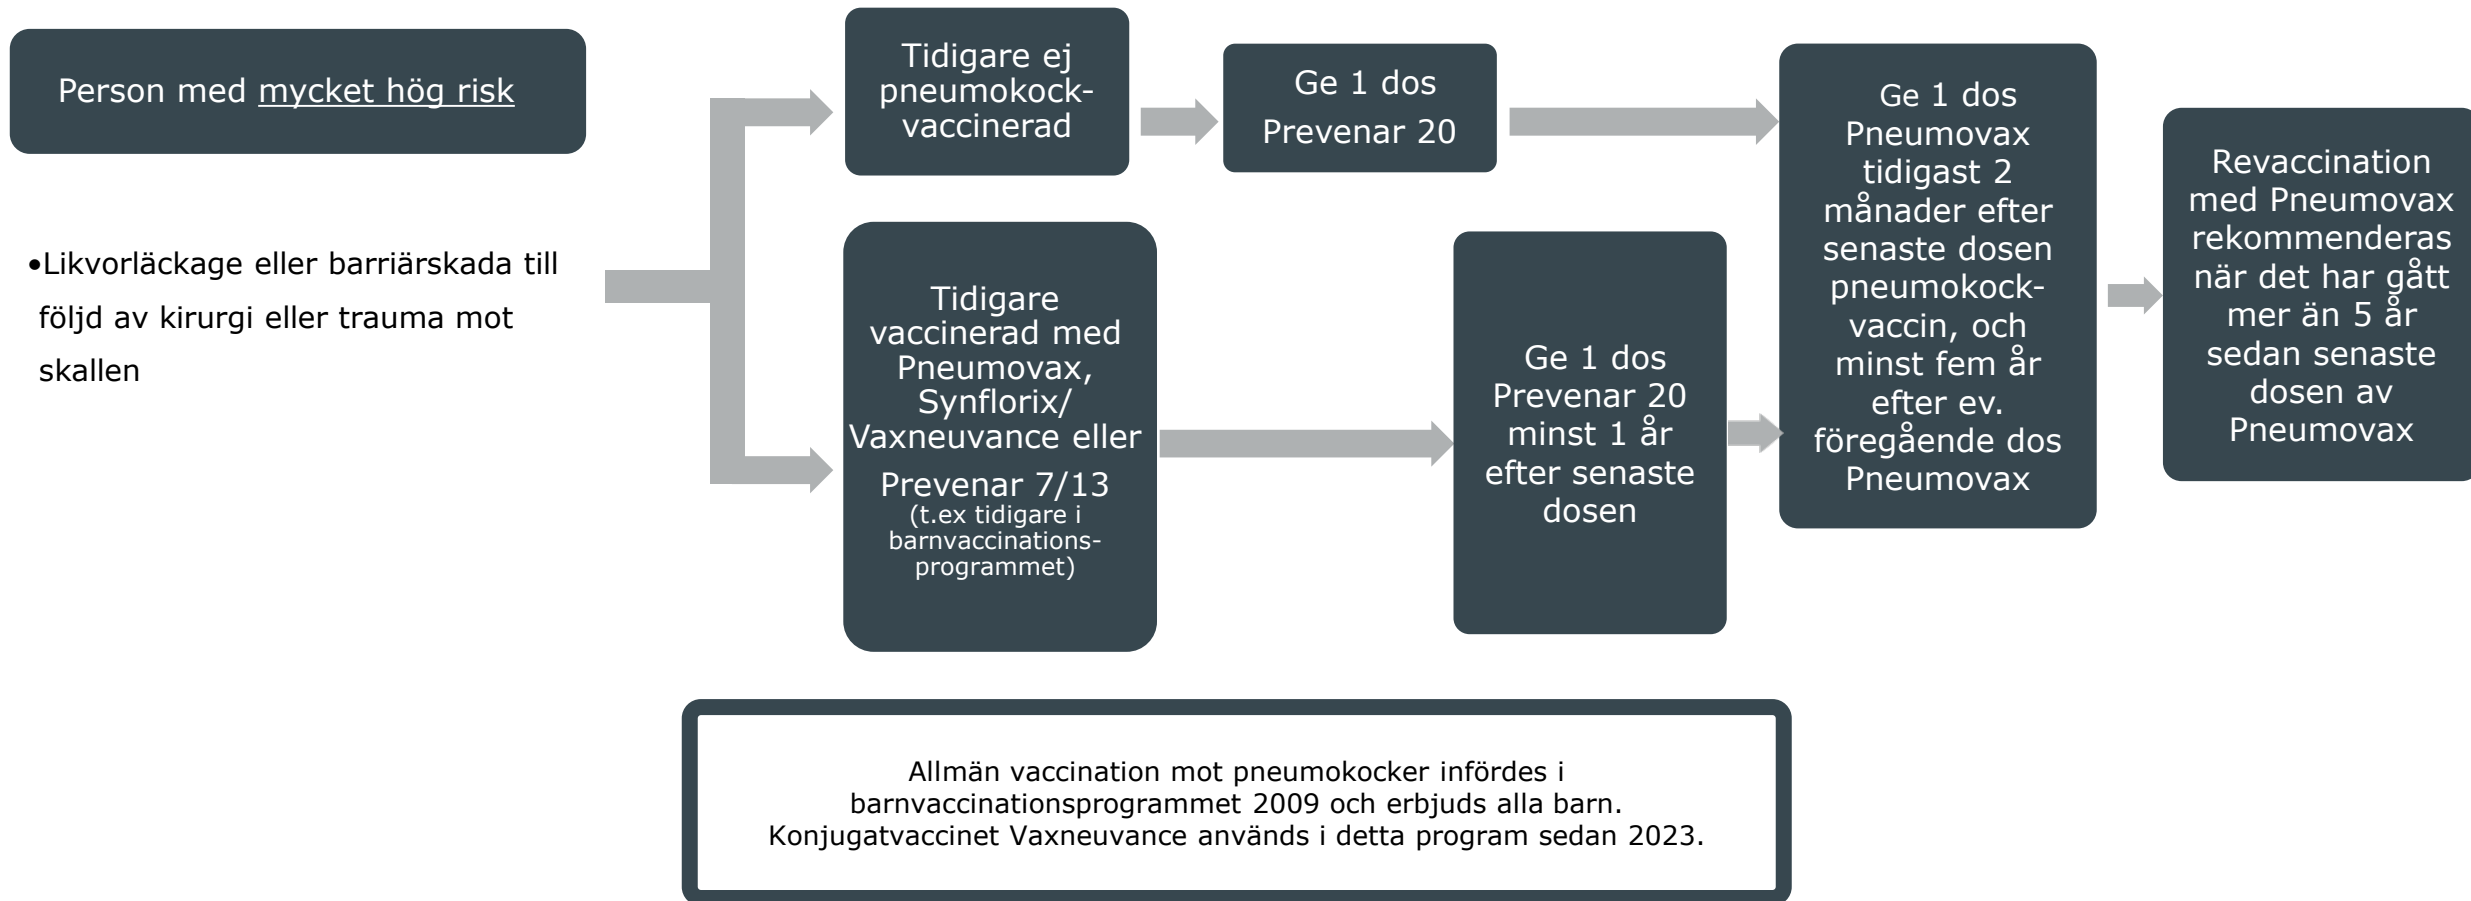 Person med mycket hög risk
•Likvorläckage eller barriärskada till
följd av kirurgi eller trauma mot
skallen
Tidigare ej
pneumokock-
vaccinerad
Ge 1 dos
Prevenar 20
Tidigare
vaccinerad med
Pneumovax,
Synflorix/
Vaxneuvance eller
Prevenar 7/13
(t.ex tidigare i
barnvaccinations-
programmet)
Ge 1 dos
Prevenar 20
minst 1 år
efter senaste
dosen
Ge 1 dos
Pneumovax
tidigast 2
månader efter
senaste dosen
pneumokock-
vaccin, och
minst fem år
efter ev.
föregående dos
Pneumovax
Revaccination
med Pneumovax
rekommenderas
när det har gått
mer än 5 år
sedan senaste
dosen av
Pneumovax
Allmän vaccination mot pneumokocker infördes i
barnvaccinationsprogrammet 2009 och erbjuds alla barn.
Konjugatvaccinet Vaxneuvance används i detta program sedan 2023.